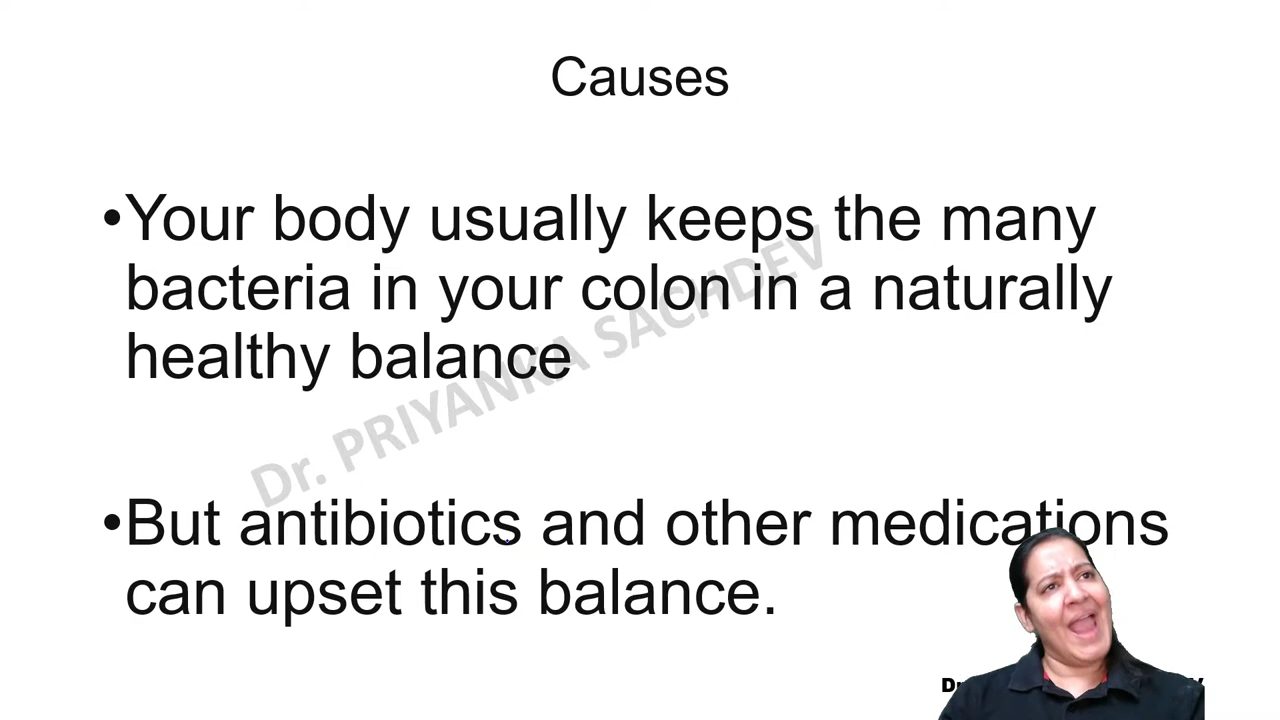 Causes
•Your body usually keeps the many
bacteria in your colon in a naturally
healthy balance
Dr. PRIYANKA SACHDEV
•But antibiotics and other medications
can upset this balance.